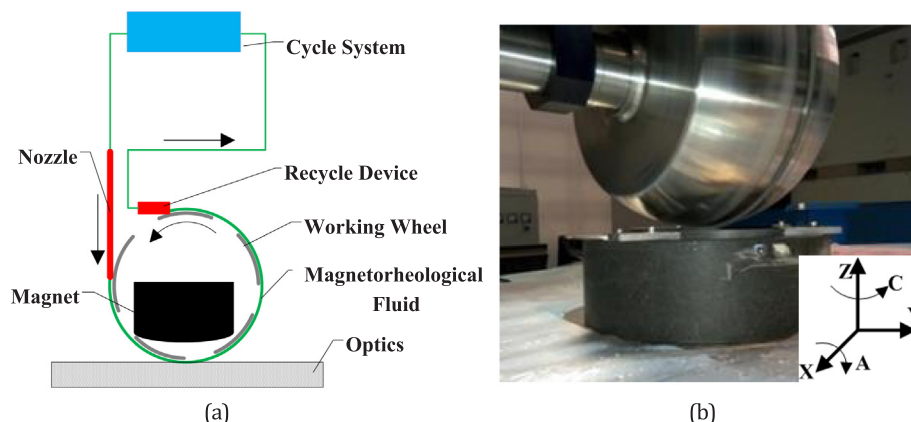 Cycle System
Nozzle
Recycle Device
Working Wheel
Magnetorheological
Fluid
Magnet
Optics
Z
C
X
A
(a)
(b)